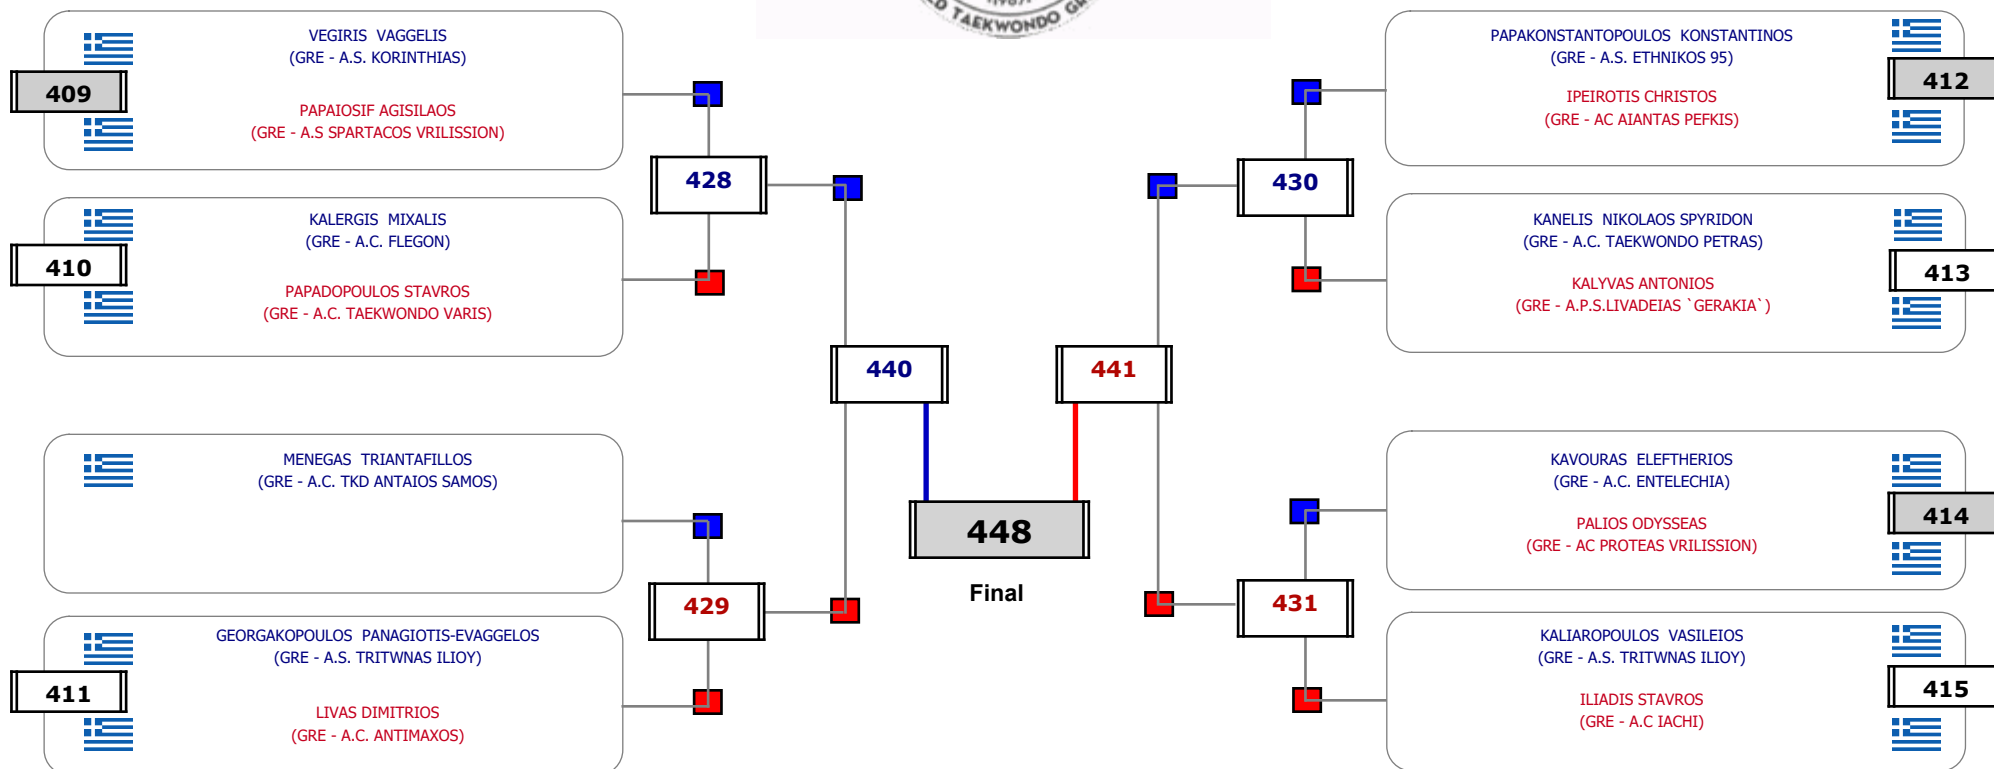 TAEKWONDO
VEGIRIS VAGGELIS
(GRE - A.S. KORINTHIAS)
409
PAPAIOSIF AGISILAOS
(GRE - A.S SPARTACOS VRILISSION)
428
KALERGIS MIXALIS
(GRE - A.C. FLEGON)
410
PAPADOPOULOS STAVROS
(GRE - A.C. TAEKWONDO VARIS)
440
MENEGAS TRIANTAFILLOS
(GRE - A.C. TKD ANTAIOS SAMOS)
429
GEORGAKOPOULOS PANAGIOTIS-EVAGGELOS
(GRE - A.S. TRITWNAS ILIOY)
411
LIVAS DIMITRIOS
(GRE - A.C. ANTIMAXOS)
448
Final
PAPAKONSTANTOPOULOS KONSTANTINOS
(GRE - A.S. ETHNIKOS 95)
412
IPEIROTIS CHRISTOS
(GRE - AC AIANTAS PEFKIS)
430
KANELIS NIKOLAOS SPYRIDON
(GRE - A.C. TAEKWONDO PETRAS)
413
KALYVAS ANTONIOS
(GRE - A.P.S.LIVADEIAS `GERAKIA`)
441
KAVOURAS ELEFTHERIOS
(GRE - A.C. ENTELECHIA)
414
PALIOS ODYSSEAS
(GRE - AC PROTEAS VRILISSION)
431
KALIAROPOULOS VASILEIOS
(GRE - A.S. TRITWNAS ILIOY)
415
ILIADIS STAVROS
(GRE - A.C IACHI)